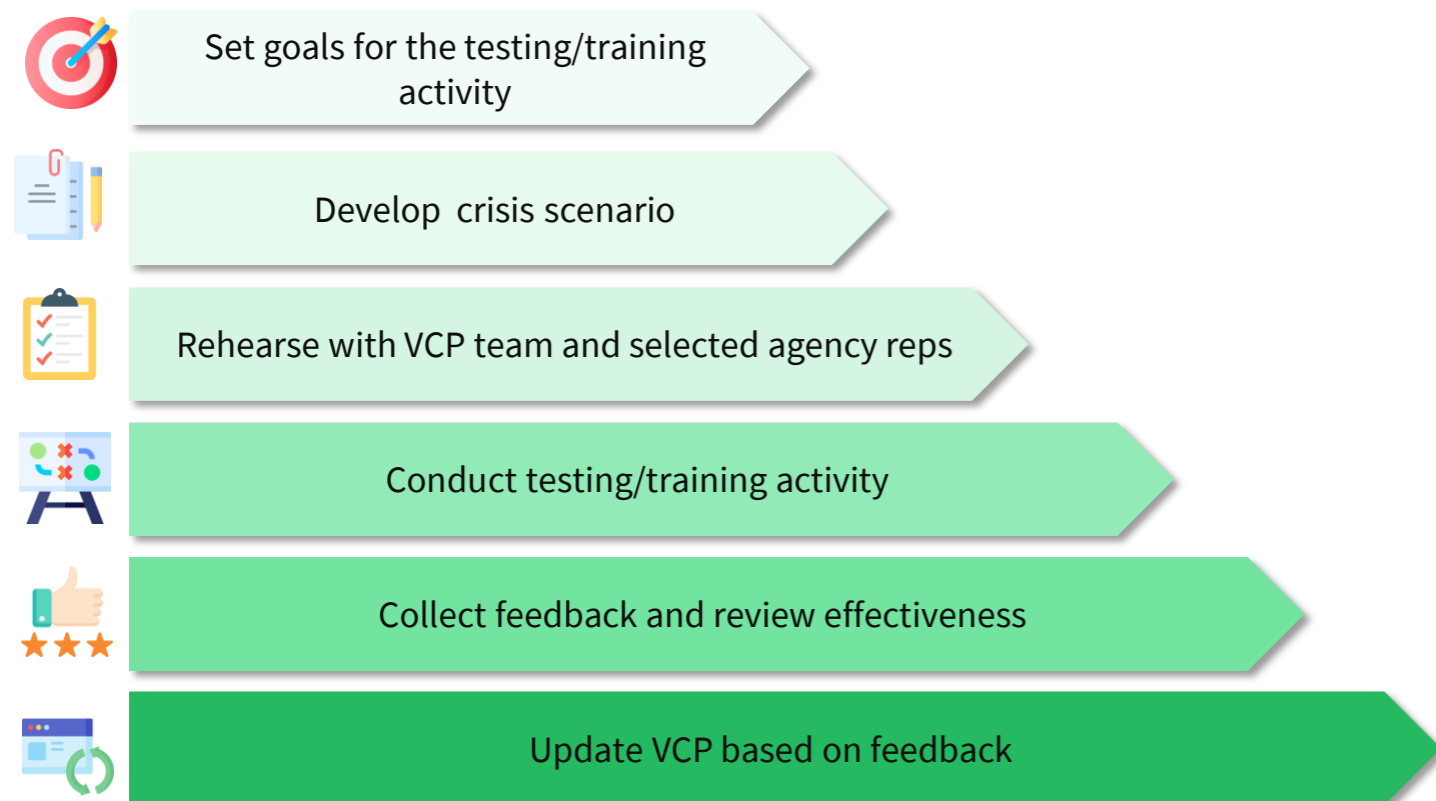 Set goals for the testing/training
activity
Develop  crisis scenario
Rehearse with VCP team and selected agency reps
Conduct testing/training activity
Collect feedback and review effectiveness
Update VCP based on feedback